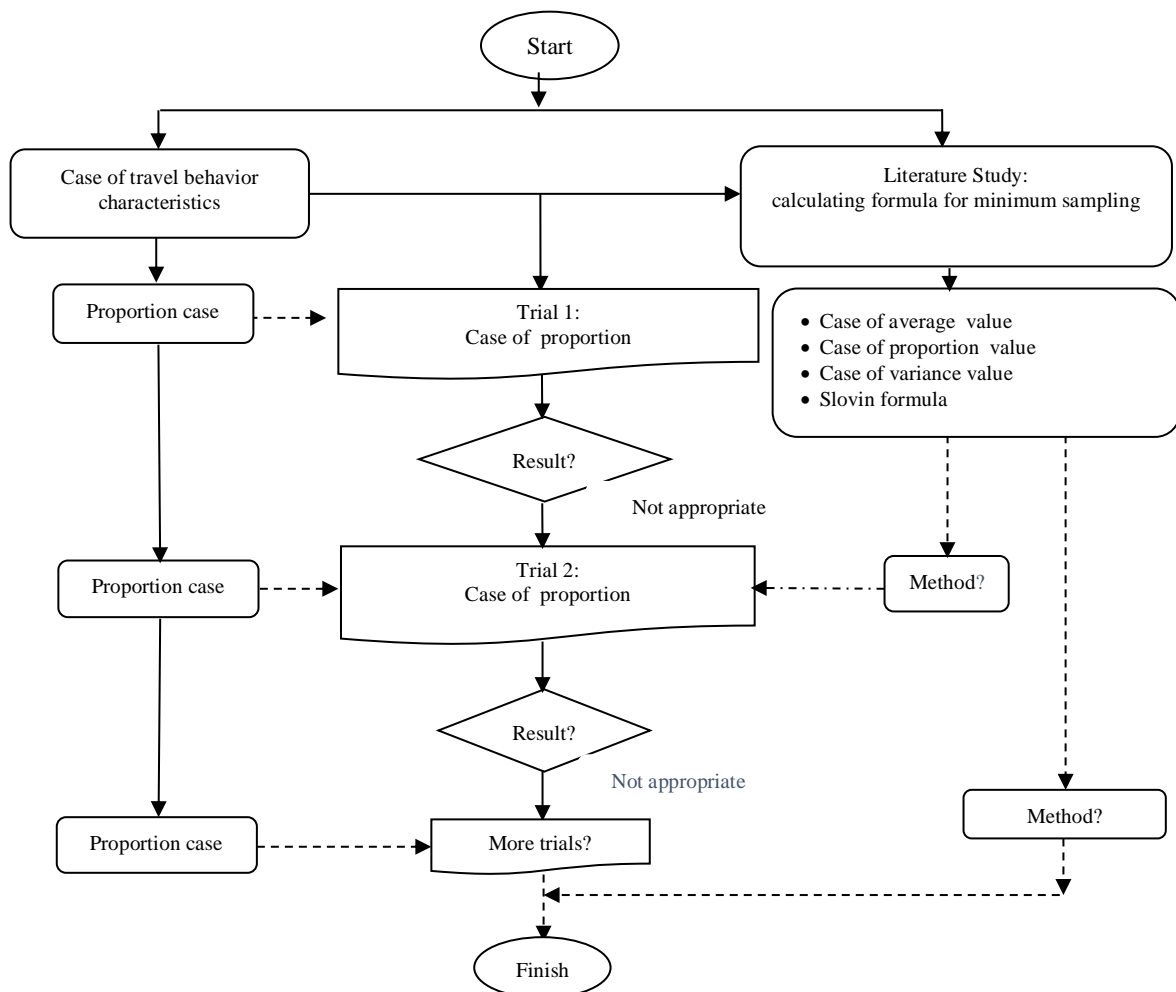 Start
Case of travel behavior
characteristics
Literature Study:
calculating formula for minimum sampling
Proportion case
Trial 1:
Case of proportion
• Case of average value
• Case of proportion value
• Case of variance value
• Slovin formula
Result?
Not appropriate
Proportion case
Trial 2:
Case of proportion
Method?
Result?
Not appropriate
Proportion case
More trials?
Method?
Finish